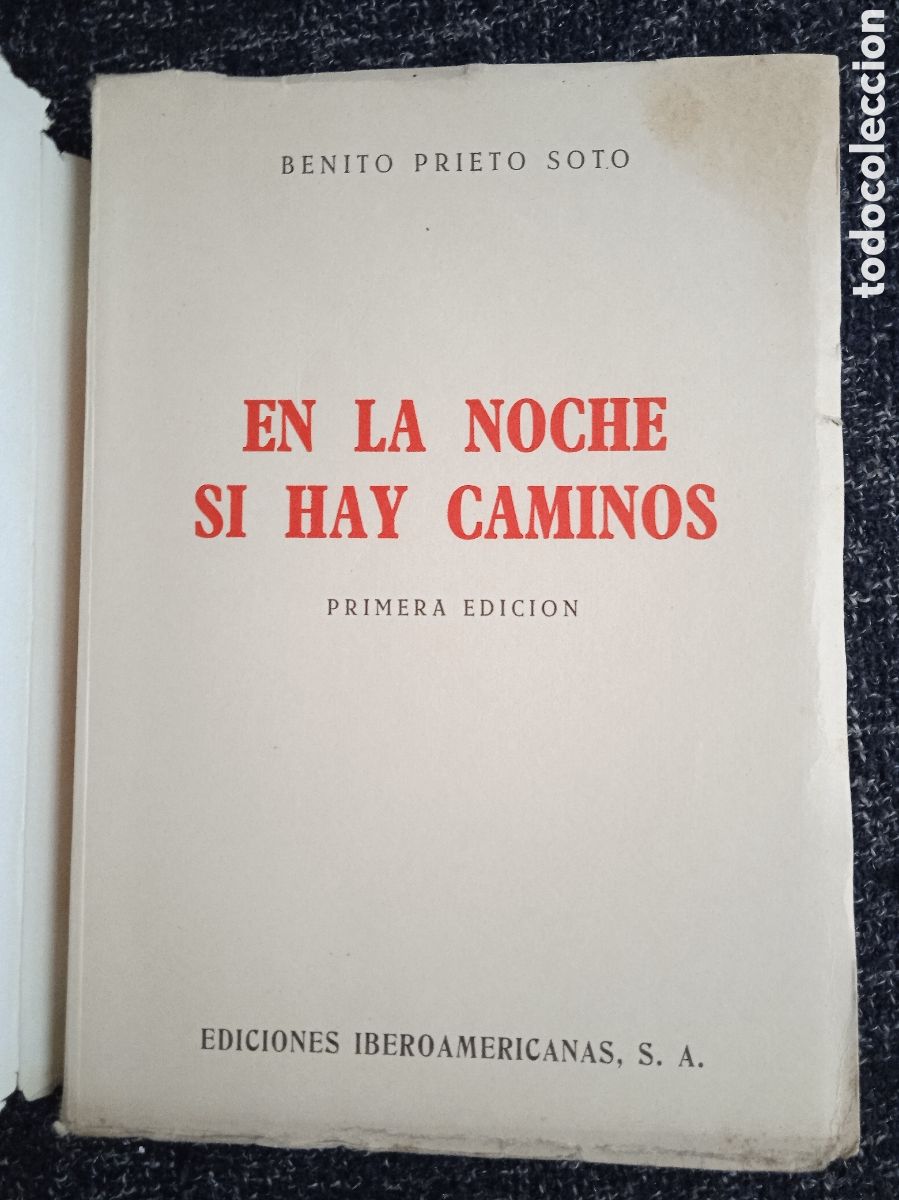 BENITO PRIETO SOTO
EN LA NOCHE
SI HAY CAMINOS
PRIMERA EDICION
EDICIONES IBEROAMERICANAS, S. A.
todocoleccion